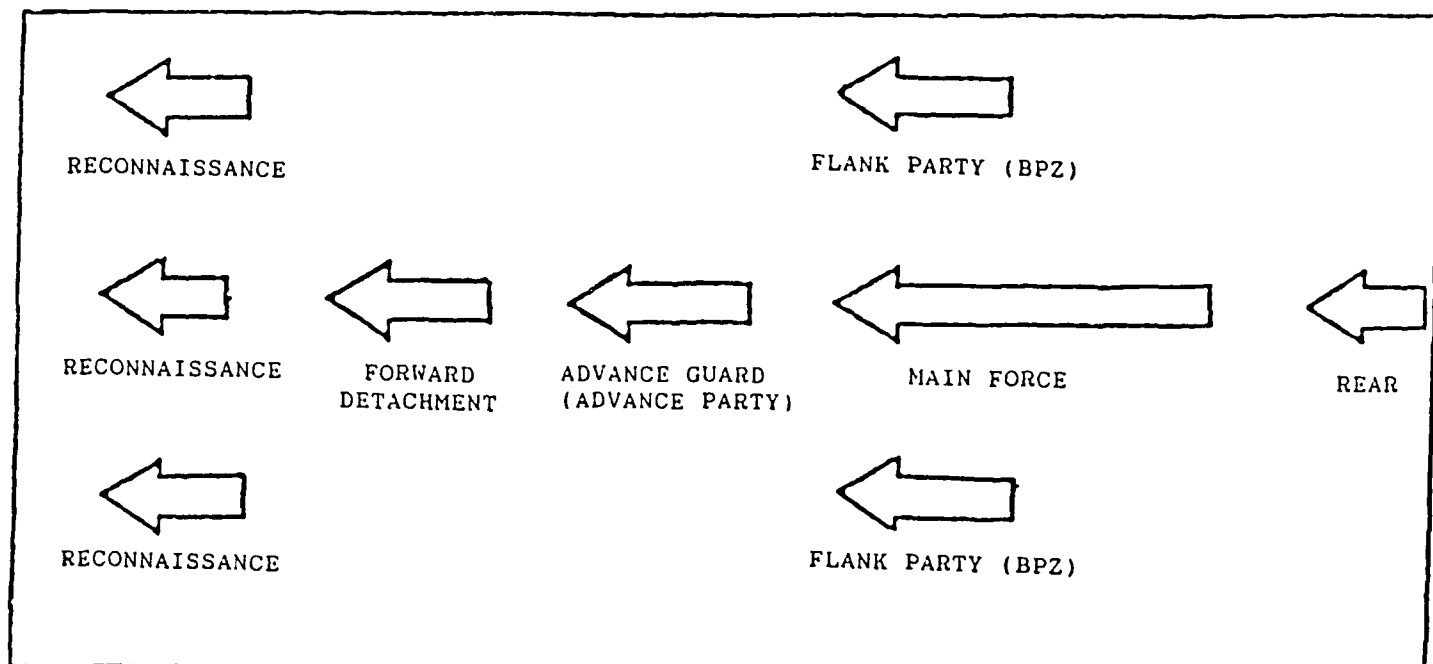 RECONNAISSANCE
FLANK PARTY (BPZ)
RECONNAISSANCE
FORWARD
DETACHMENT
ADVANCE GUARD
(ADVANCE PARTY)
MAIN FORCE
REAR
RECONNAISSANCE
FLANK PARTY (BPZ)